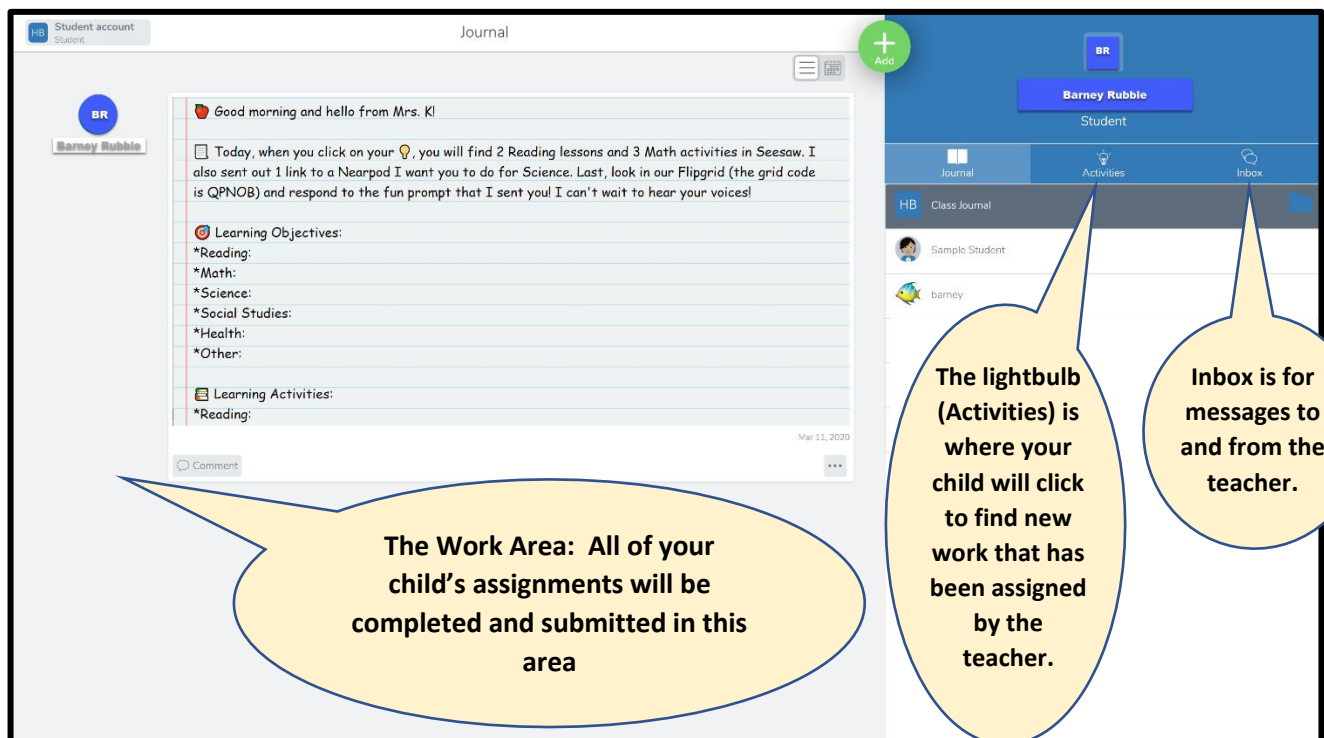 HB Student account
Student
Journal
Add
BR
Barney Rubble
Student
BR
Barney Rubble
🍎 Good morning and hello from Mrs. K!
🗒 Today, when you click on your 💡, you will find 2 Reading lessons and 3 Math activities in Seesaw. I
also sent out 1 link to a Nearpod I want you to do for Science. Last, look in our Flipgrid (the grid code
is QPNOB) and respond to the fun prompt that I sent you! I can't wait to hear your voices!
🎯 Learning Objectives:
*Reading:
*Math:
*Science:
*Social Studies:
*Health:
*Other:
📚 Learning Activities:
*Reading:
Mar 11, 2020
Comment
Journal
Activities
Inbox
HB Class Journal
Sample Student
barney
The Work Area: All of your
child’s assignments will be
completed and submitted in this
area
The lightbulb
(Activities) is
where your
child will click
to find new
work that has
been assigned
by the
teacher.
Inbox is for
messages to
and from the
teacher.